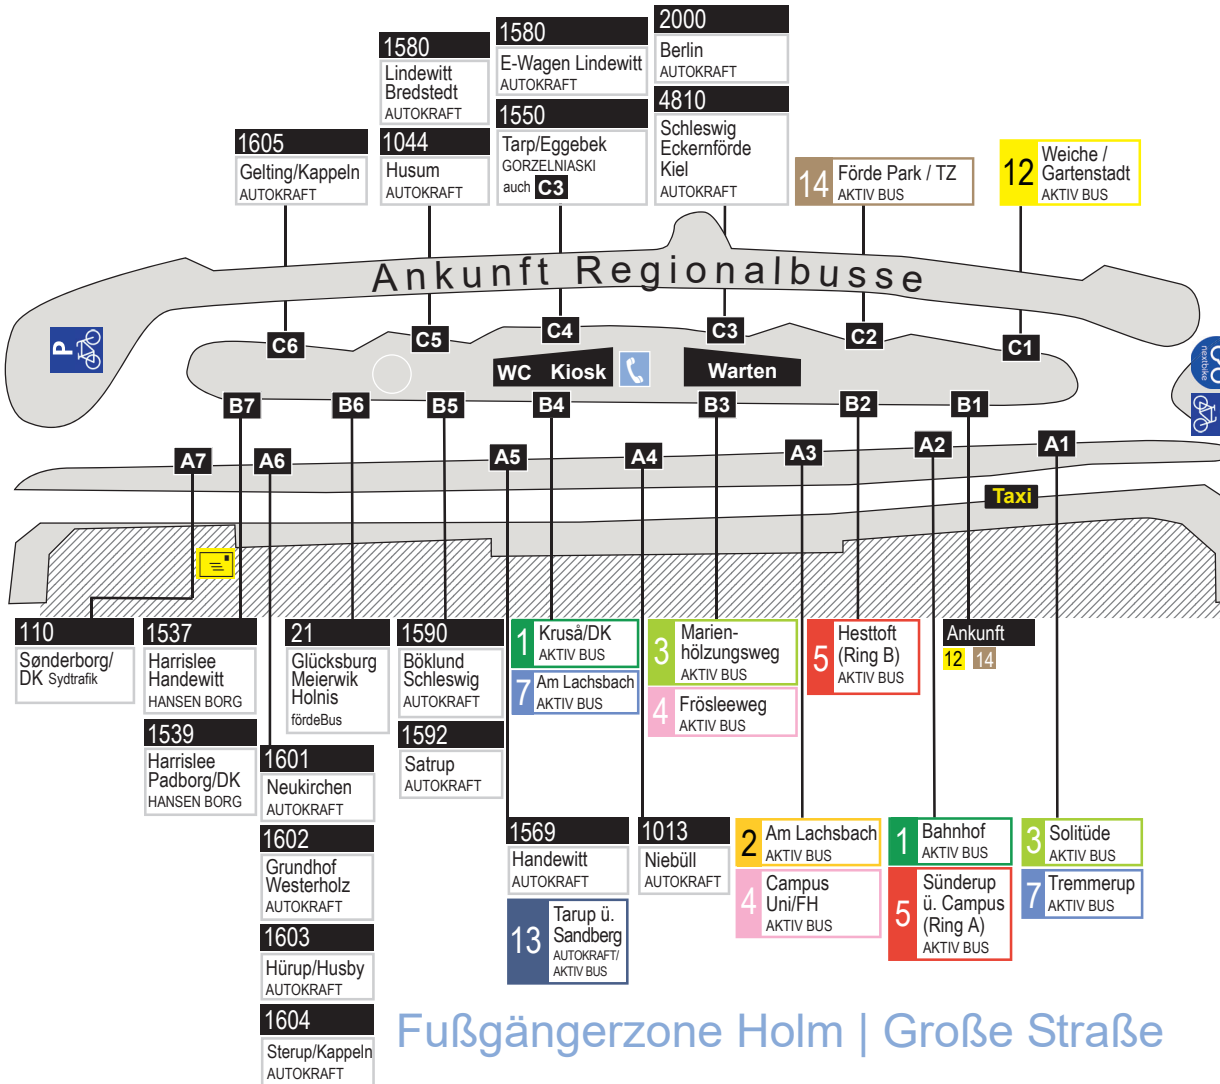 1605
Gelting/Kappeln
AUTOKRAFT
1580
Lindewitt
Bredstedt
AUTOKRAFT
1044
Husum
AUTOKRAFT
1580
E-Wagen Lindewitt
AUTOKRAFT
1550
Tarp/Eggebek
GORZELNIASKI
auch C3
2000
Berlin
AUTOKRAFT
4810
Schleswig
Eckernförde
Kiel
AUTOKRAFT
14 Förde Park / TZ
AKTIV BUS
12 Weiche /
Gartenstadt
AKTIV BUS
Ankunft Regionalbusse
P
C6
C5
C4
C3
C2
C1
WC Kiosk
Warten
nextbike
B7
B6
B5
B4
B3
B2
B1
A7
A6
A5
A4
A3
A2
A1
Taxi
110
Sønderborg/
DK Sydtrafik
1537
Harrislee
Handewitt
HANSEN BORG
1539
Harrislee
Padborg/DK
HANSEN BORG
21
Glücksburg
Meierwik
Holnis
fördeBus
1590
Böklund
Schleswig
AUTOKRAFT
1592
Satrup
AUTOKRAFT
1 Kruså/DK
AKTIV BUS
7 Am Lachsbach
AKTIV BUS
3 Marien-
hölzungsweg
AKTIV BUS
4 Frösleeweg
AKTIV BUS
5 Hesttoft
(Ring B)
AKTIV BUS
Ankunft
12 14
1601
Neukirchen
AUTOKRAFT
1602
Grundhof
Westerholz
AUTOKRAFT
1603
Hürup/Husby
AUTOKRAFT
1604
Sterup/Kappeln
AUTOKRAFT
1569
Handewitt
AUTOKRAFT
13 Tarup ü.
Sandberg
AUTOKRAFT/
AKTIV BUS
1013
Niebüll
AUTOKRAFT
2 Am Lachsbach
AKTIV BUS
4 Campus
Uni/FH
AKTIV BUS
1 Bahnhof
AKTIV BUS
5 Sünderup
ü. Campus
(Ring A)
AKTIV BUS
3 Solitüde
AKTIV BUS
7 Tremmerup
AKTIV BUS
Fußgängerzone Holm | Große Straße